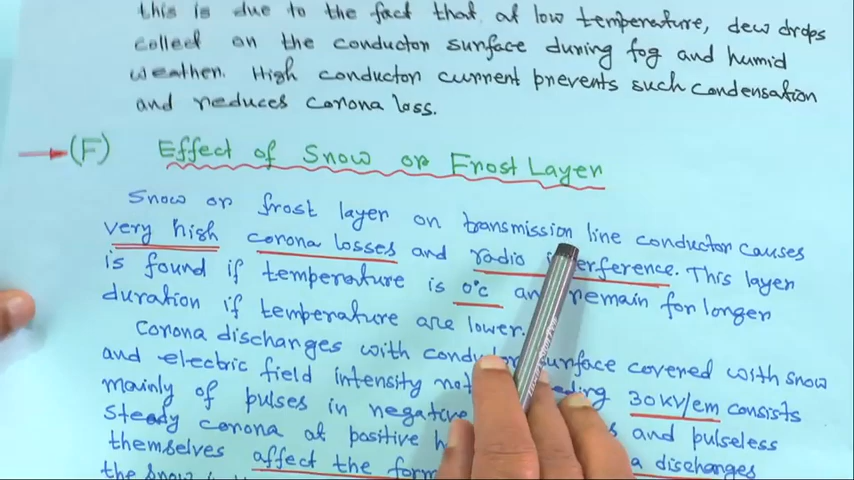 this is due to the fact that at low temperature, dew drops
collect on the conductor surface during fog and humid
weather. High conductor current prevents such condensation
and reduces corona loss.
(F) Effect of Snow or Frost Layer
Snow or frost layer on transmission line conductor causes
very high corona losses and radio interference. This layer
is found if temperature is 0°C and remain for longer
duration if temperature are lower.
Corona discharges with conductor surface covered with snow
and electric field intensity not 30 KV/cm consists
mainly of pulses in negative and pulseless
steady corona at positive
themselves affect the discharges
the snow